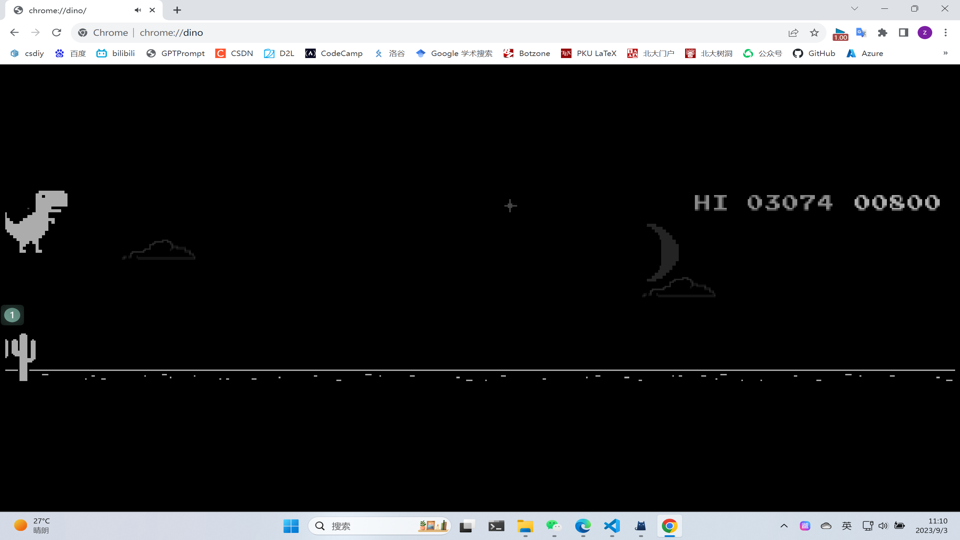 chrome://dino/
Chrome | chrome://dino
1.00
z
csdiy 百度 bilibili GPTPrompt CSDN D2L CodeCamp 洛谷 Google 学术搜索 Botzone PKU LaTeX 北大门户 北大树洞 公众号 GitHub Azure »
HI 03074 00800
1
27°C
晴朗
搜索
英
11:10
2023/9/3